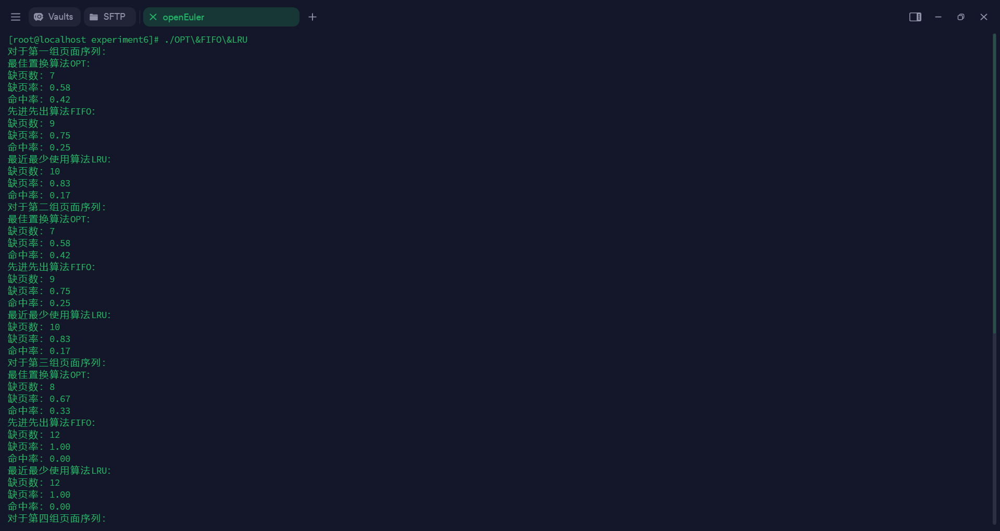 Vaults SFTP openEuler
[root@localhost experiment6]# ./OPT\&FIFO\&LRU
对于第一组页面序列:
最佳置换算法OPT:
缺页数: 7
缺页率: 0.58
命中率: 0.42
先进先出算法FIFO:
缺页数: 9
缺页率: 0.75
命中率: 0.25
最近最少使用算法LRU:
缺页数: 10
缺页率: 0.83
命中率: 0.17
对于第二组页面序列:
最佳置换算法OPT:
缺页数: 7
缺页率: 0.58
命中率: 0.42
先进先出算法FIFO:
缺页数: 9
缺页率: 0.75
命中率: 0.25
最近最少使用算法LRU:
缺页数: 10
缺页率: 0.83
命中率: 0.17
对于第三组页面序列:
最佳置换算法OPT:
缺页数: 8
缺页率: 0.67
命中率: 0.33
先进先出算法FIFO:
缺页数: 12
缺页率: 1.00
命中率: 0.00
最近最少使用算法LRU:
缺页数: 12
缺页率: 1.00
命中率: 0.00
对于第四组页面序列: